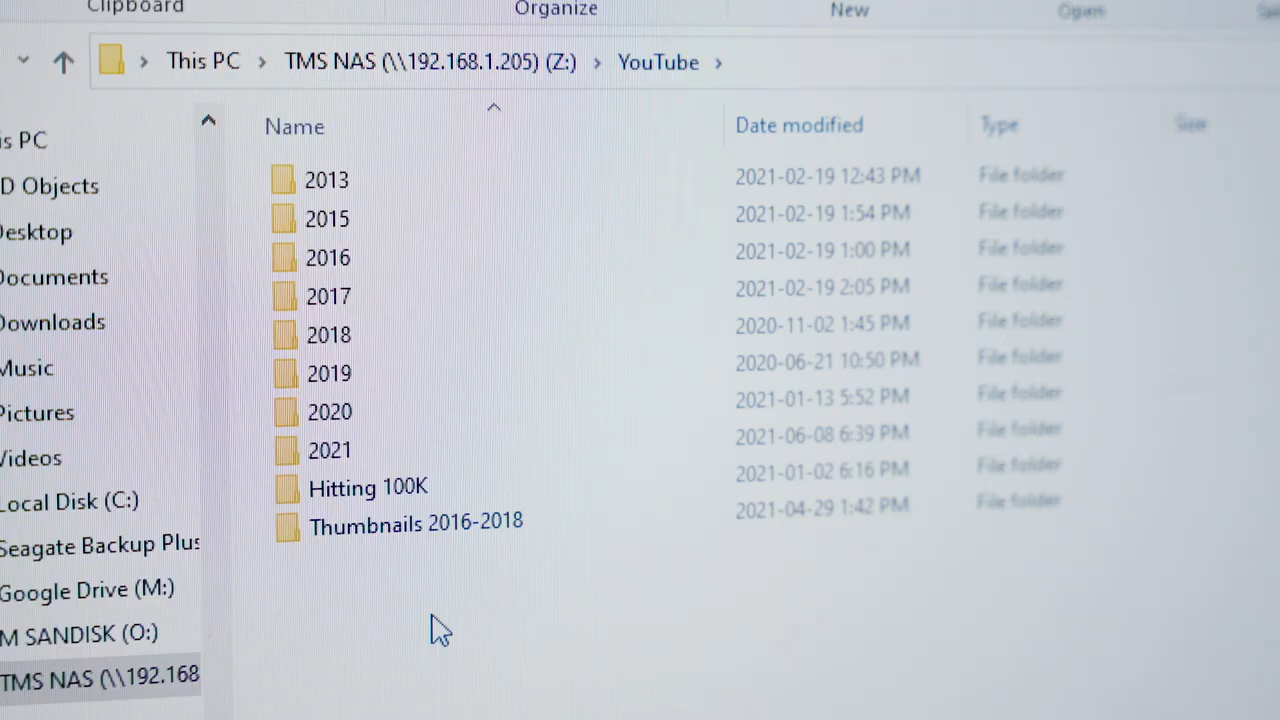 Clipboard Organize New Open
This PC > TMS NAS (\\192.168.1.205) (Z:) > YouTube >
Name Date modified Type Size
2013 2021-02-19 12:43 PM File folder
2015 2021-02-19 1:54 PM File folder
2016 2021-02-19 1:00 PM File folder
2017 2021-02-19 2:05 PM File folder
2018 2020-11-02 1:45 PM File folder
2019 2020-06-21 10:50 PM File folder
2020 2021-01-13 5:52 PM File folder
2021 2021-06-08 6:39 PM File folder
Hitting 100K 2021-01-02 6:16 PM File folder
Thumbnails 2016-2018 2021-04-29 1:42 PM File folder
is PC
D Objects
Desktop
Documents
Downloads
Music
Pictures
Videos
Local Disk (C:)
Seagate Backup Plus
Google Drive (M:)
M SANDISK (O:)
TMS NAS (\\192.168